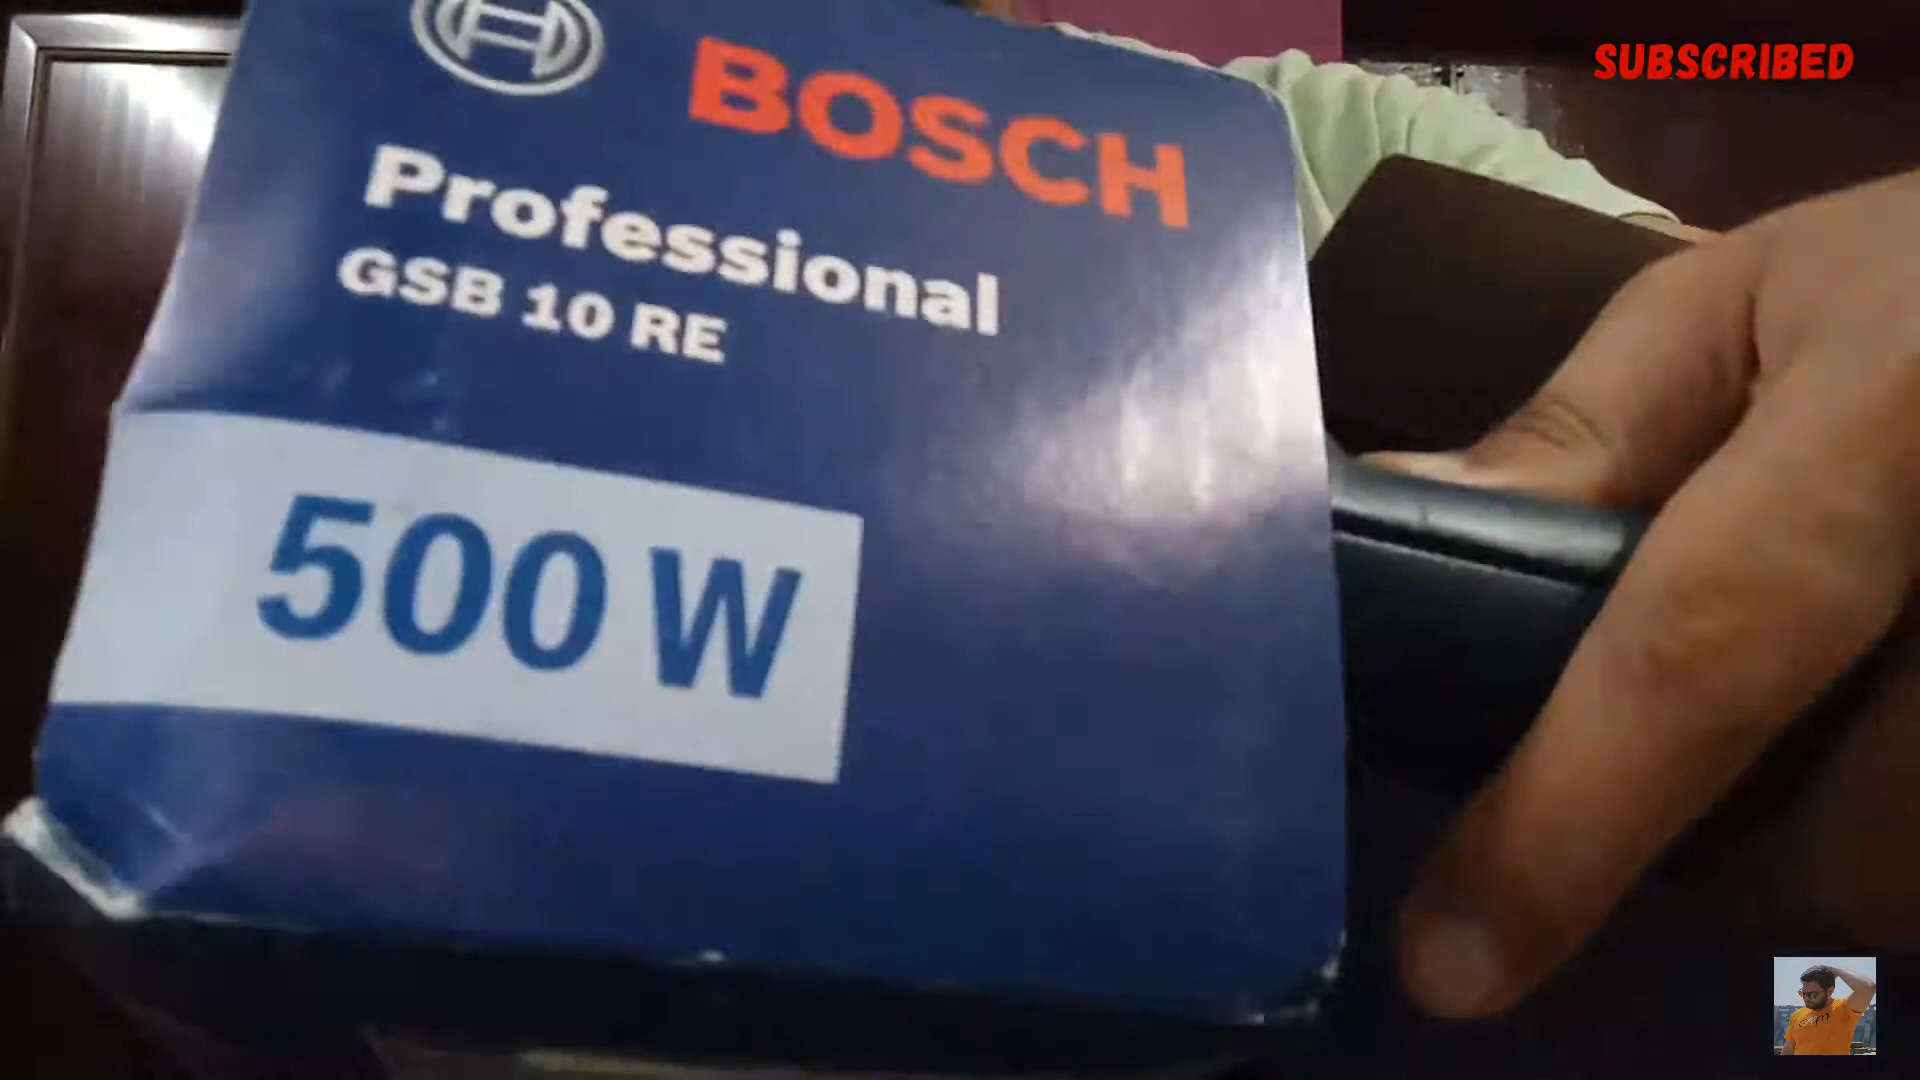 SUBSCRIBED
BOSCH
Professional
GSB 10 RE
500 W